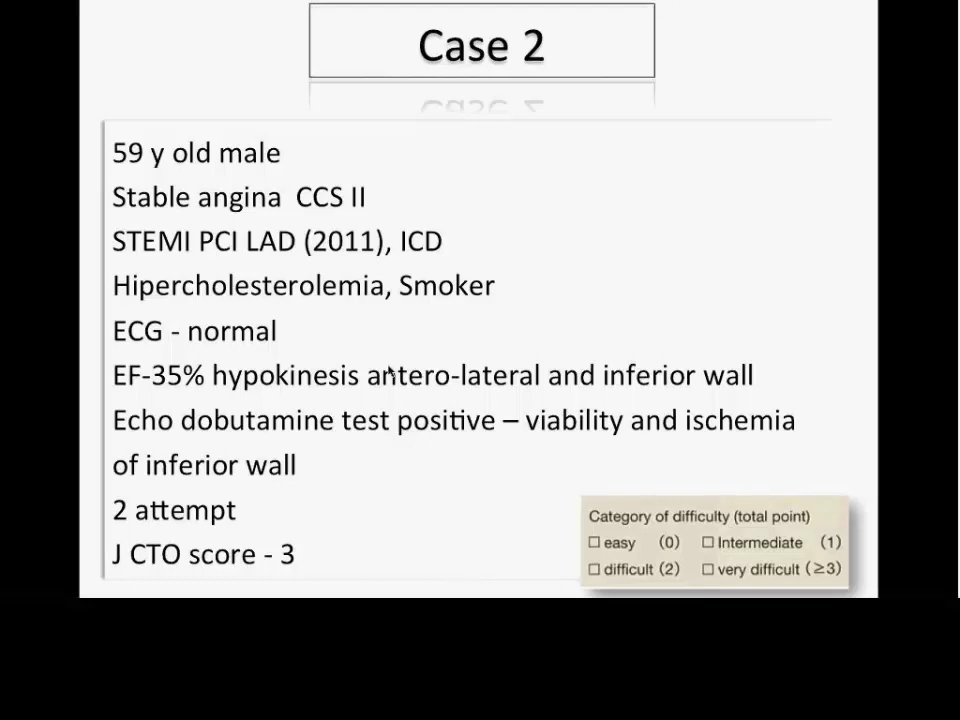 Case 2
59 y old male
Stable angina CCS II
STEMI PCI LAD (2011), ICD
Hipercholesterolemia, Smoker
ECG - normal
EF-35% hypokinesis antero-lateral and inferior wall
Echo dobutamine test positive – viability and ischemia
of inferior wall
2 attempt
J CTO score - 3
Category of difficulty (total point)
☐ easy (0) ☐ Intermediate (1)
☐ difficult (2) ☐ very difficult (≥3)